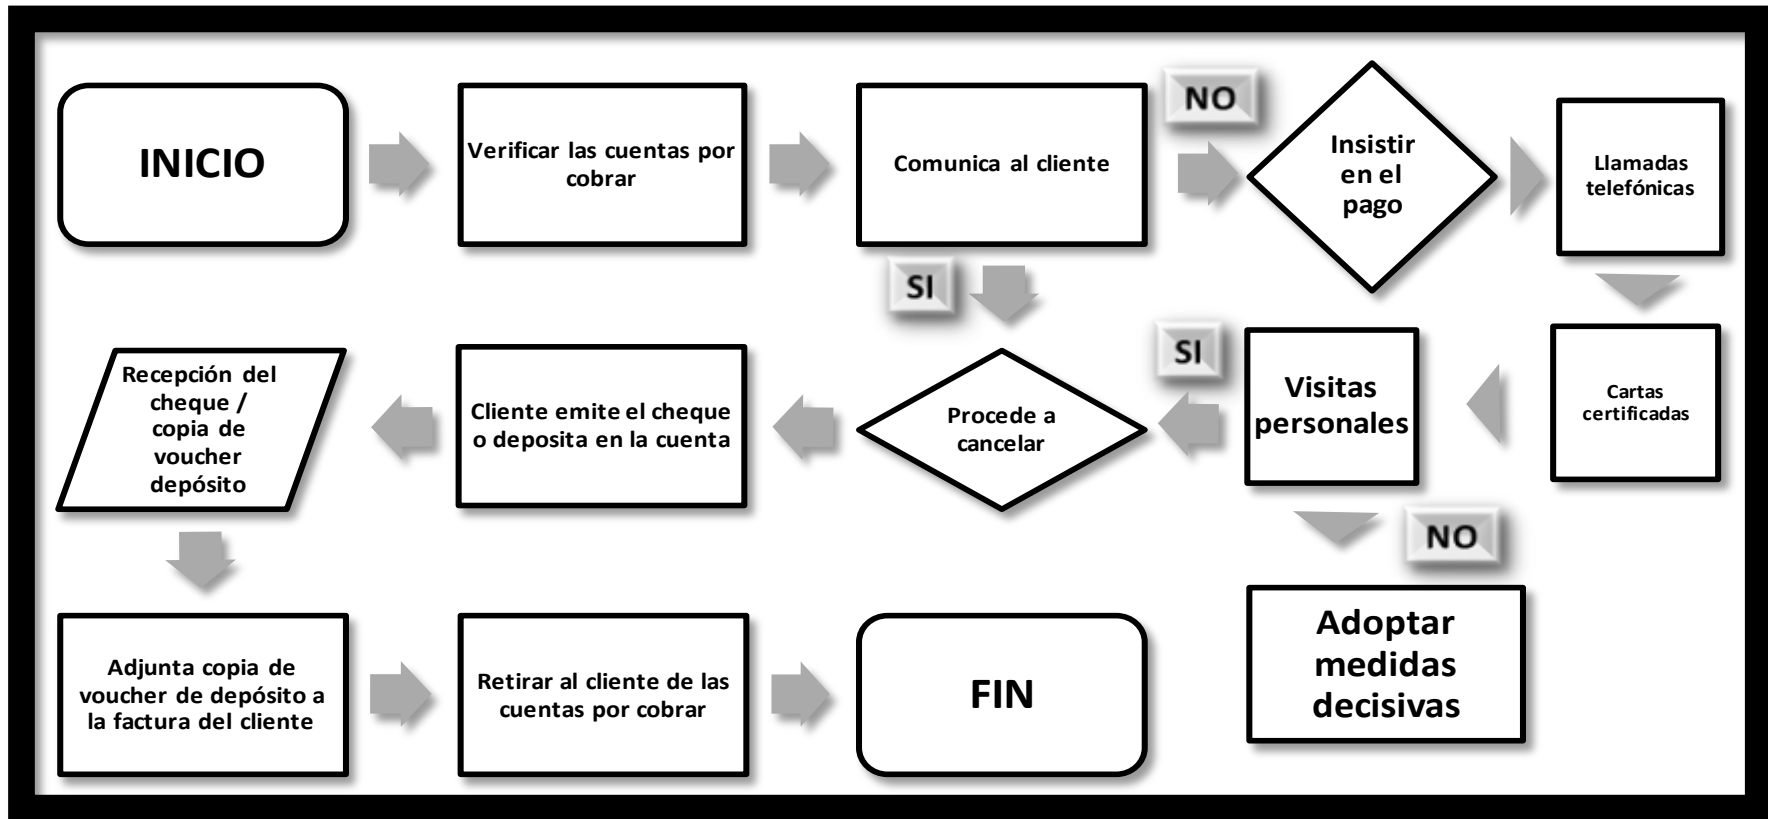 INICIO
Verificar las cuentas por
cobrar
Comunica al cliente
NO
Insistir
en el
pago
Llamadas
telefónicas
SI
Recepción del
cheque /
copia de
voucher
depósito
Cliente emite el cheque
o deposita en la cuenta
Procede a
cancelar
SI
Visitas
personales
Cartas
certificadas
NO
Adjunta copia de
voucher de depósito a
la factura del cliente
Retirar al cliente de las
cuentas por cobrar
FIN
Adoptar
medidas
decisivas